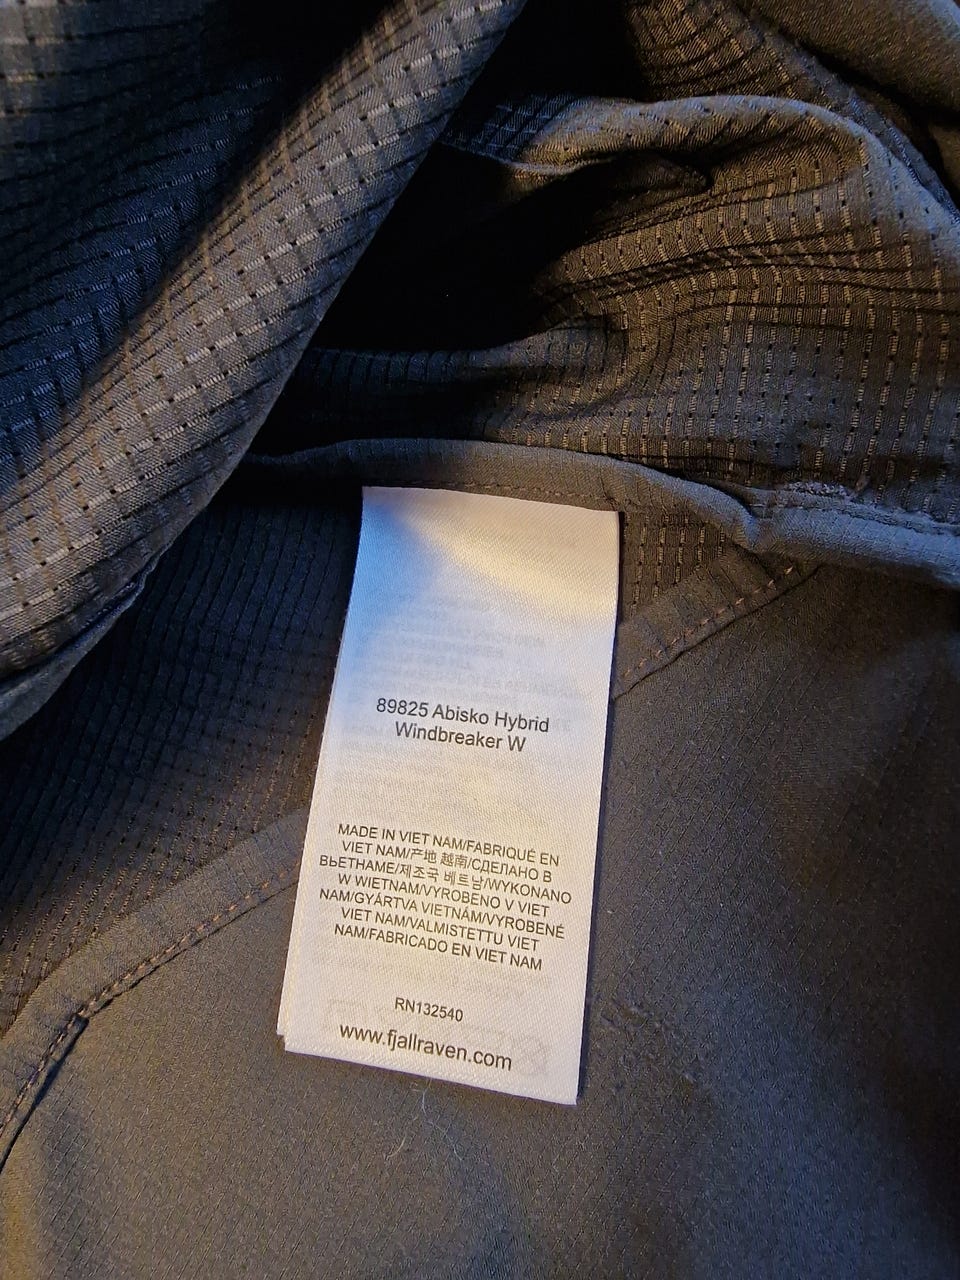 89825 Abisko Hybrid
Windbreaker W
MADE IN VIET NAM/FABRIQUÉ EN
VIET NAM/产地 越南/СДЕЛАНО В
ВЬЕТНАМЕ/제조국 베트남/WYKONANO
W WIETNAM/VYROBENO V VIET
NAM/GYÁRTVA VIETNÁM/VYROBENÉ
VIET NAM/VALMISTETTU VIET
NAM/FABRICADO EN VIET NAM
RN132540
www.fjallraven.com